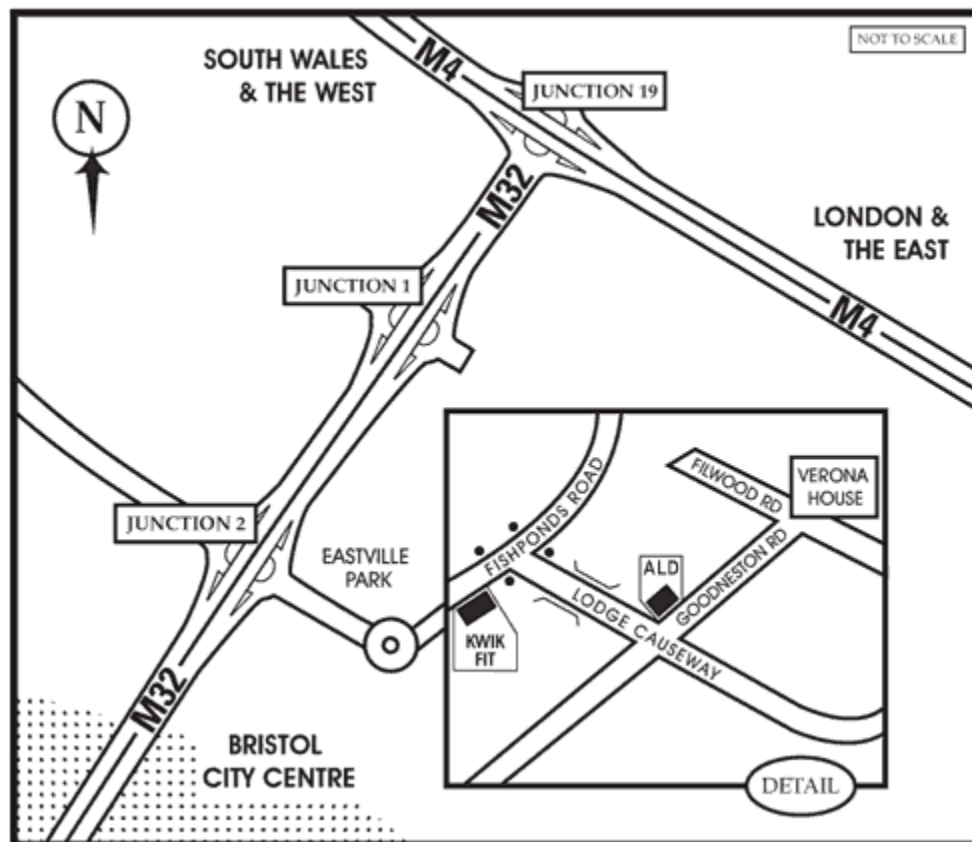 NOT TO SCALE
SOUTH WALES
& THE WEST
M4
JUNCTION 19
N
M32
LONDON &
THE EAST
JUNCTION 1
M4
JUNCTION 2
EASTVILLE
PARK
FISHPONDS ROAD
FILWOOD RD
VERONA
HOUSE
ALD
GOODNESTON RD
LODGE CAUSEWAY
KWIK
FIT
M32
BRISTOL
CITY CENTRE
DETAIL